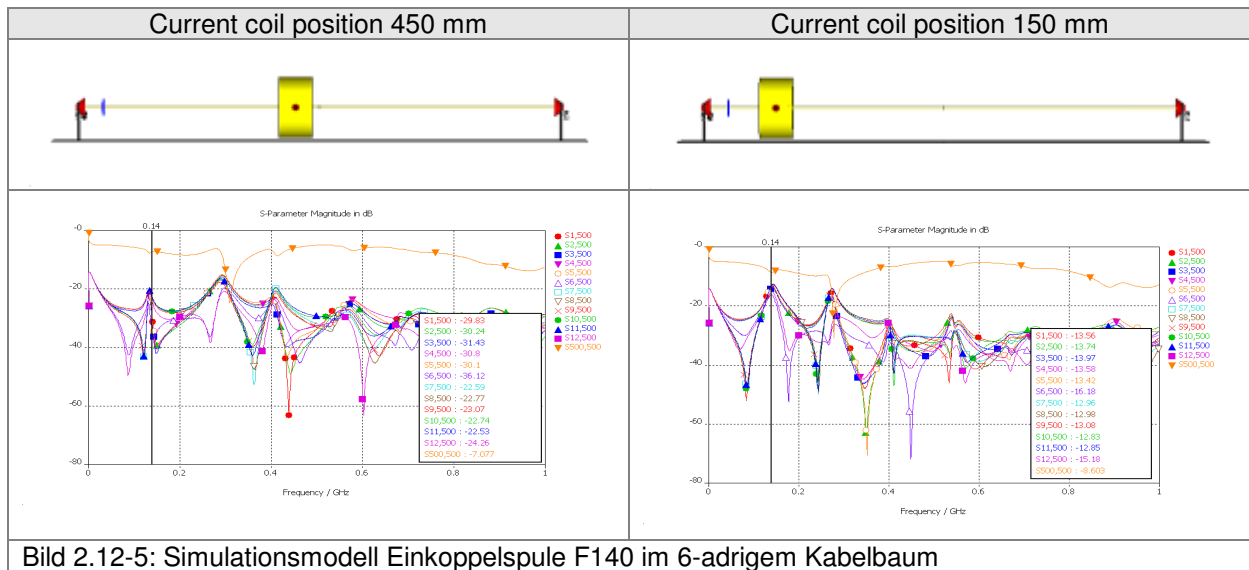 Current coil position 450 mm
Current coil position 150 mm
S-Parameter Magnitude in dB
0.14
-0
-20
-40
-60
-80
0
0.2
0.4
0.6
0.8
1
Frequency / GHz
S1,500
S2,500
S3,500
S4,500
S5,500
S6,500
S7,500
S8,500
S9,500
S10,500
S11,500
S12,500
S500,500
S1,500 : -29.83
S2,500 : -30.24
S3,500 : -31.43
S4,500 : -30.8
S5,500 : -30.1
S6,500 : -36.12
S7,500 : -22.59
S8,500 : -22.77
S9,500 : -23.07
S10,500 : -22.74
S11,500 : -22.53
S12,500 : -24.26
S500,500 : -7.077
S-Parameter Magnitude in dB
0.14
-0
-20
-40
-60
-80
0
0.2
0.4
0.6
0.8
1
Frequency / GHz
S1,500
S2,500
S3,500
S4,500
S5,500
S6,500
S7,500
S8,500
S9,500
S10,500
S11,500
S12,500
S500,500
S1,500 : -13.56
S2,500 : -13.74
S3,500 : -13.97
S4,500 : -13.58
S5,500 : -13.42
S6,500 : -16.18
S7,500 : -12.96
S8,500 : -12.98
S9,500 : -13.08
S10,500 : -12.83
S11,500 : -12.85
S12,500 : -15.18
S500,500 : -8.603
Bild 2.12-5: Simulationsmodell Einkoppelspule F140 im 6-adrigem Kabelbaum